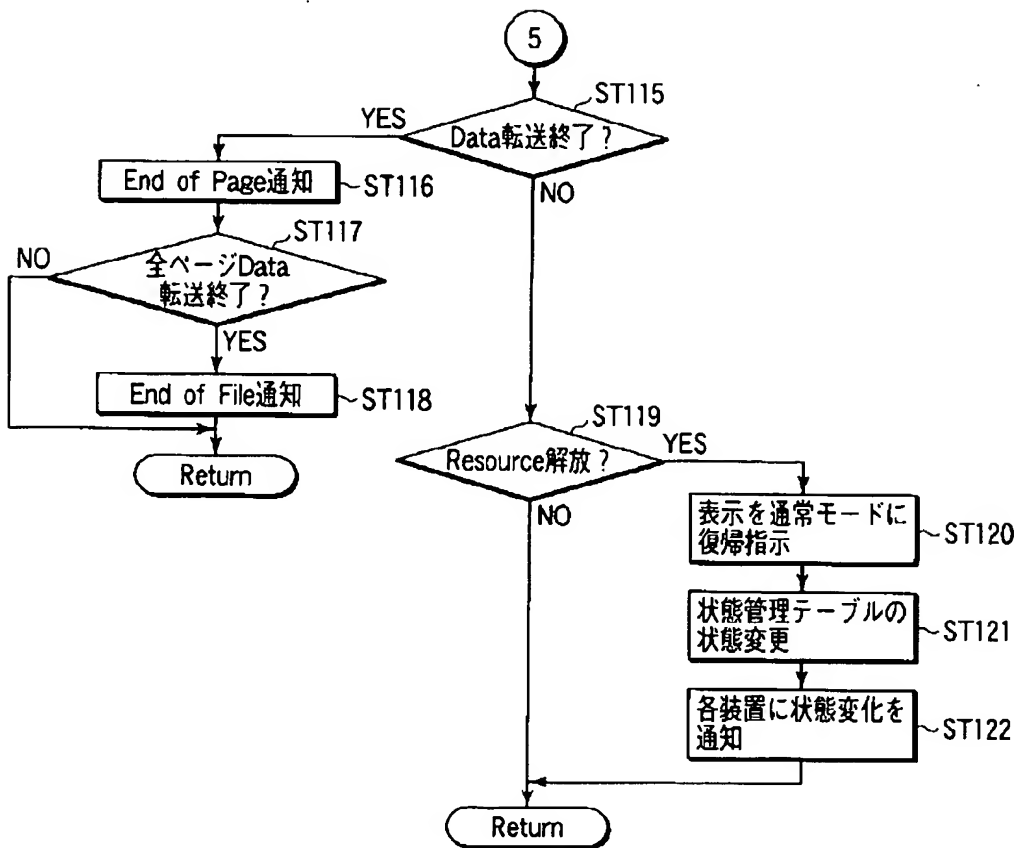 5
ST115
YES
Data転送終了?
NO
End of Page通知
ST116
ST117
NO
全ページData
転送終了?
YES
End of File通知
ST118
Return
ST119
YES
Resource解放?
NO
表示を通常モードに
復帰指示
ST120
状態管理テーブルの
状態変更
ST121
各装置に状態変化を
通知
ST122
Return